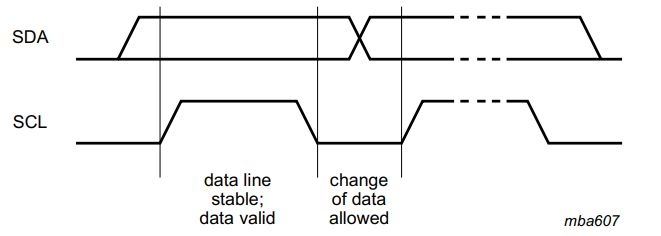 SDA
SCL
data line
stable;
data valid
change
of data
allowed
mba607